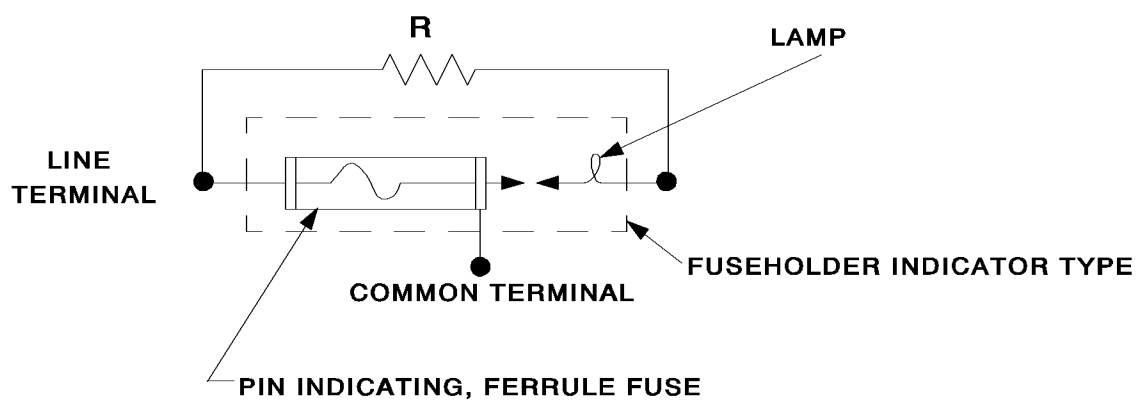 R
LAMP
LINE
TERMINAL
FUSEHOLDER INDICATOR TYPE
COMMON TERMINAL
PIN INDICATING, FERRULE FUSE